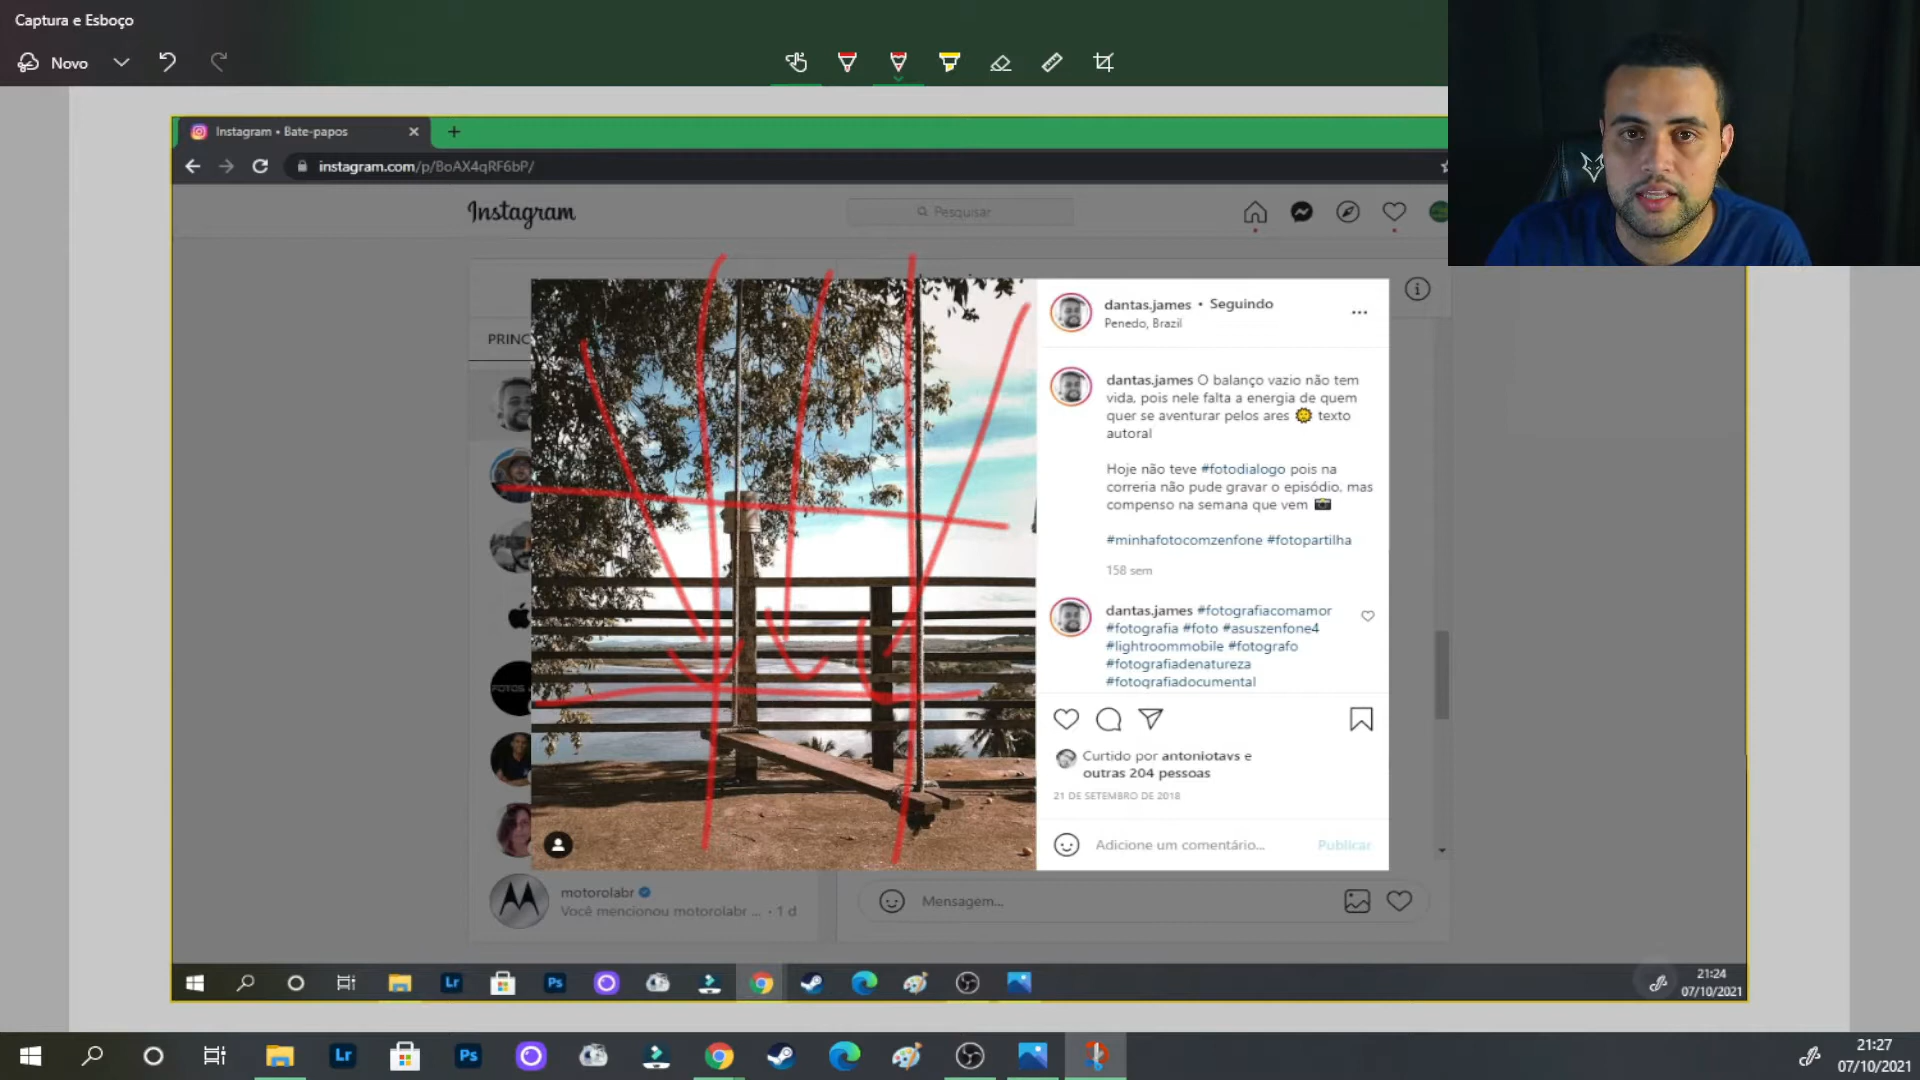 Captura e Esboço
Novo
Instagram • Bate-papos
instagram.com/p/BoAX4qRF6bP/
Instagram
Pesquisar
PRINC
dantas.james • Seguindo
Penedo, Brazil
dantas.james O balanço vazio não tem
vida, pois nele falta a energia de quem
quer se aventurar pelos ares 🌞 texto
autoral
Hoje não teve #fotodialogo pois na
correria não pude gravar o episódio, mas
compenso na semana que vem 📸
#minhafotocomzenfone #fotopartilha
158 sem
dantas.james #fotografiacomamor
#fotografia #foto #asuszenfone4
#lightroommobile #fotografo
#fotografiadenatureza
#fotografiadocumental
Curtido por antoniotavs e
outras 204 pessoas
21 DE SETEMBRO DE 2018
Adicione um comentário...
Publicar
motorolabr
Você mencionou motorolabr ... • 1 d
Mensagem...
Lr
Ps
21:24
07/10/2021
Lr
Ps
21:27
07/10/2021